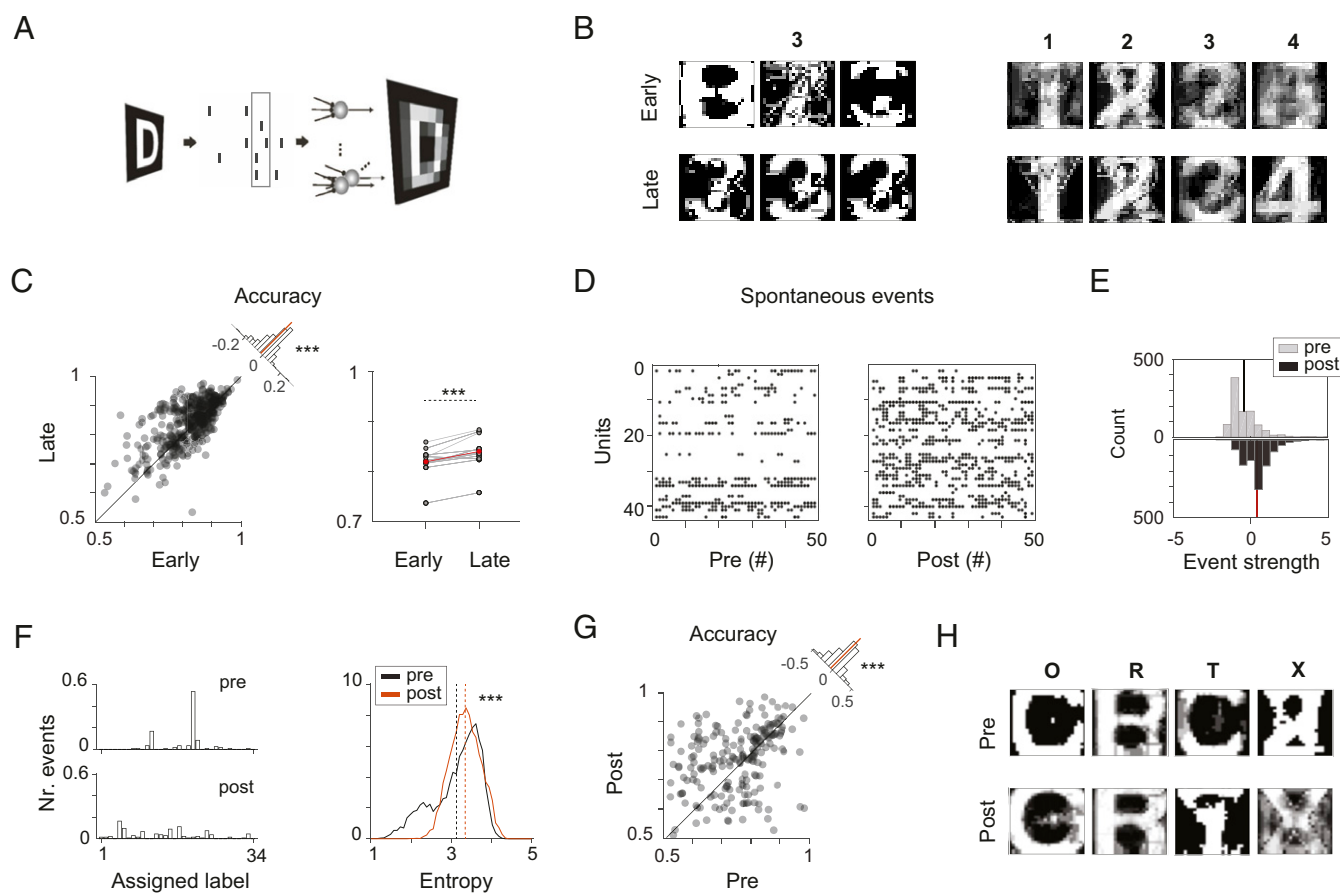 A
D
B
3
1 2 3 4
Early
Late
C
Accuracy
-0.2
0
0.2
***
1
Late
0.5
0.5
1
Early
1
***
0.7
Early Late
D
Spontaneous events
0
20
40
Units
0
50
Pre (#)
0
50
Post (#)
E
pre
post
500
0
500
Count
-5
0
5
Event strength
F
0.6
pre
0
0.6
post
0
Nr. events
1
34
Assigned label
pre
post
***
10
0
1
3
5
Entropy
G
Accuracy
-0.5
0
0.5
***
1
Post
0.5
0.5
1
Pre
H
O R T X
Pre
Post